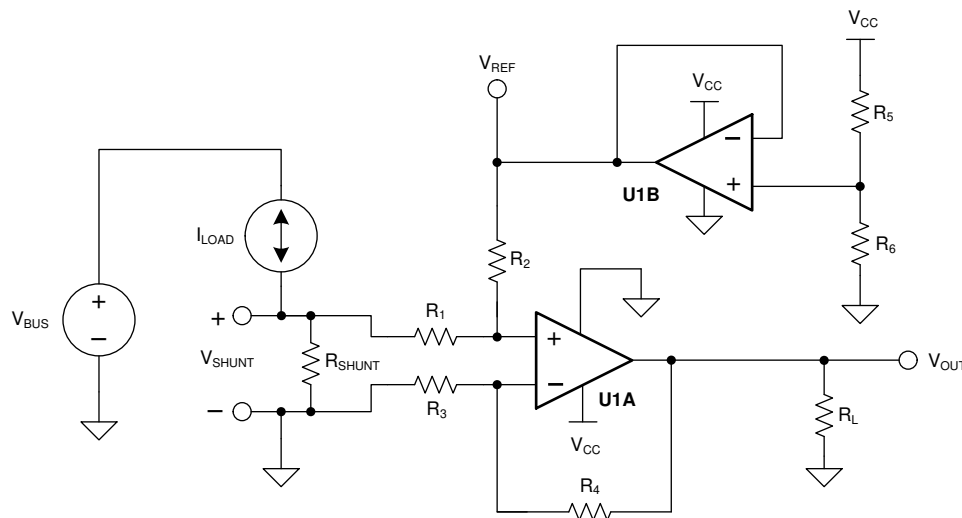 VCC
VREF
VCC
R5
−
+
U1B
R6
ILOAD
R2
VBUS
+
−
+
VSHUNT
−
RSHUNT
R1
R3
+
−
U1A
VCC
R4
VOUT
RL